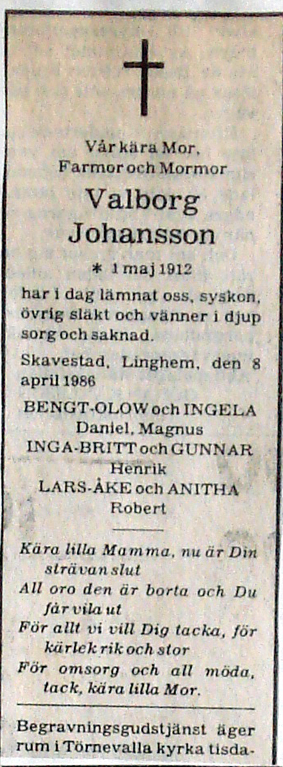 Vår kära Mor,
Farmor och Mormor
Valborg
Johansson
* 1 maj 1912
har i dag lämnat oss, syskon,
övrig släkt och vänner i djup
sorg och saknad.
Skavestad, Linghem, den 8
april 1986
BENGT-OLOW och INGELA
Daniel, Magnus
INGA-BRITT och GUNNAR
Henrik
LARS-ÅKE och ANITHA
Robert
Kära lilla Mamma, nu är Din
strävan slut
All oro den är borta och Du
får vila ut
För allt vi vill Dig tacka, för
kärlek rik och stor
För omsorg och all möda,
tack, kära lilla Mor.
Begravningsgudstjänst äger
rum i Törnevalla kyrka tisda-